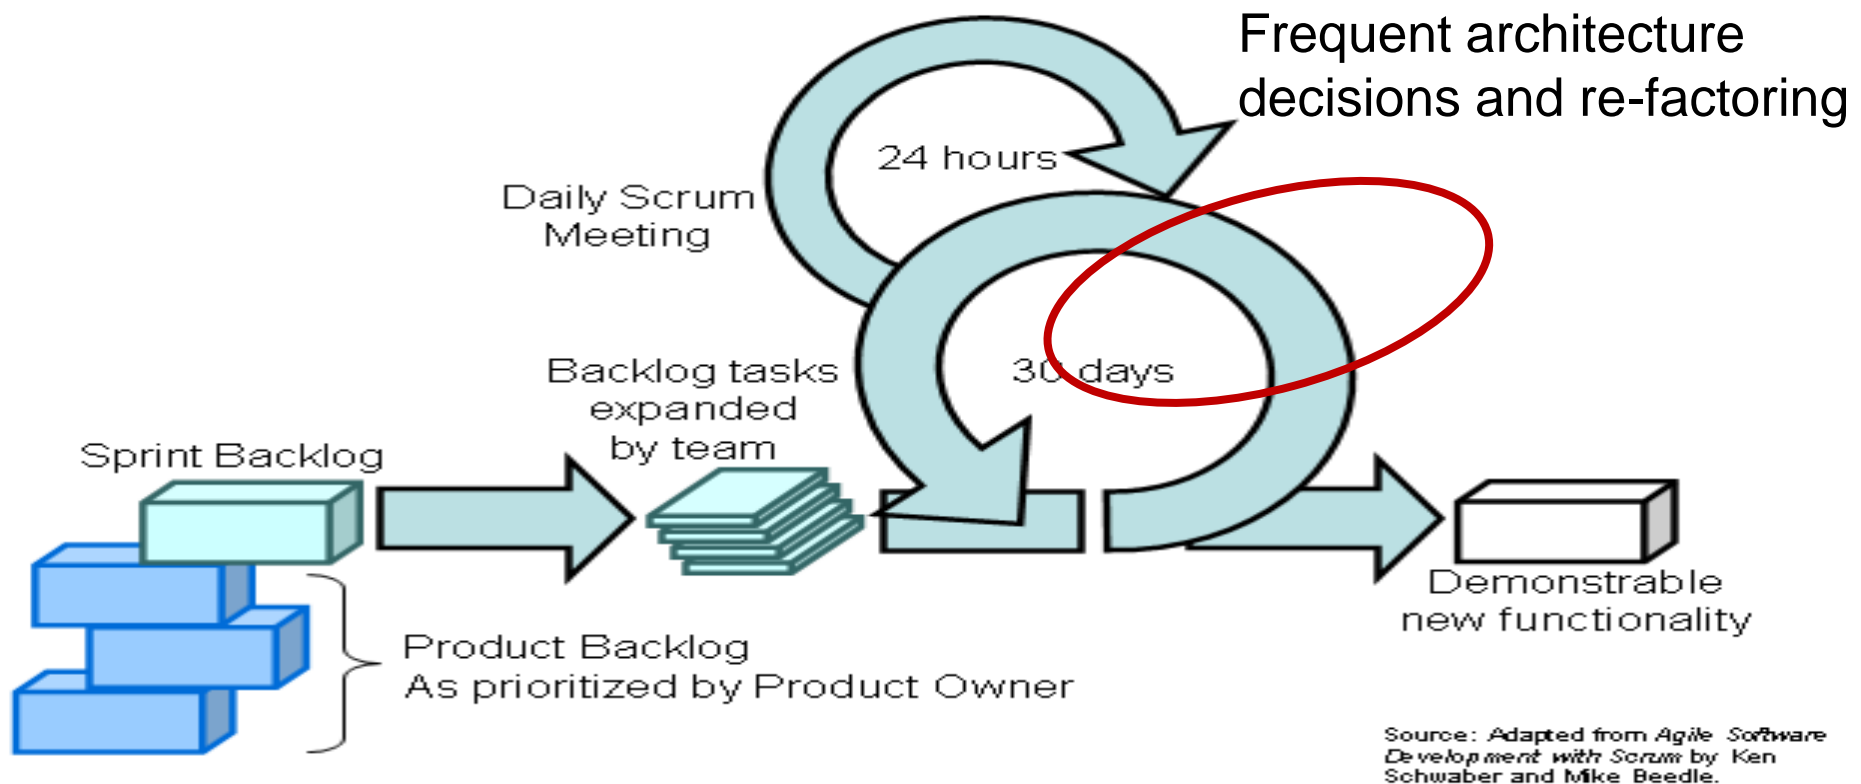 Frequent architecture
decisions and re-factoring
24 hours
Daily Scrum
Meeting
30 days
Backlog tasks
expanded
by team
Sprint Backlog
Demonstrable
new functionality
Product Backlog
As prioritized by Product Owner
Source: Adapted from Agile Software
Development with Scrum by Ken
Schwaber and Mike Beedle.